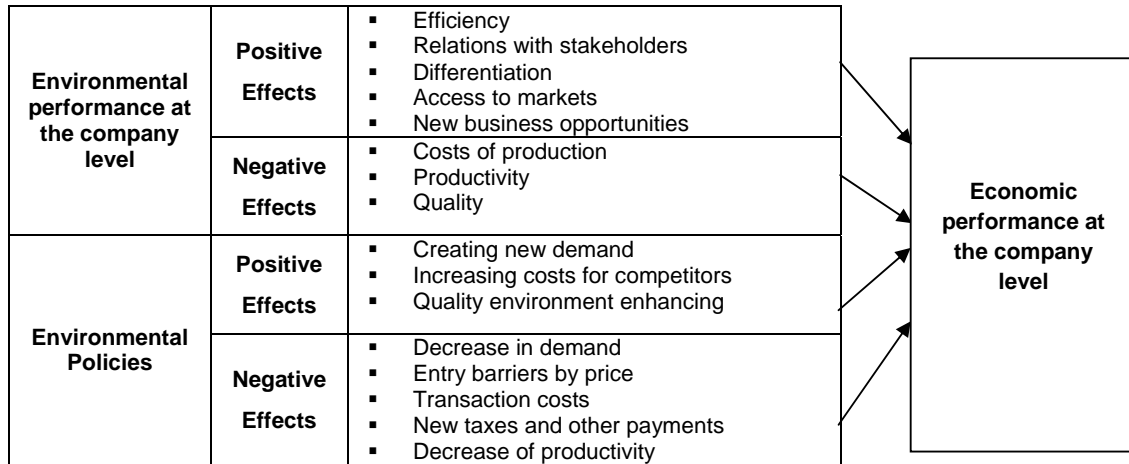 Environmental
performance at
the company
level
Positive
Effects
▪ Efficiency
▪ Relations with stakeholders
▪ Differentiation
▪ Access to markets
▪ New business opportunities
Negative
Effects
▪ Costs of production
▪ Productivity
▪ Quality
Environmental
Policies
Positive
Effects
▪ Creating new demand
▪ Increasing costs for competitors
▪ Quality environment enhancing
Negative
Effects
▪ Decrease in demand
▪ Entry barriers by price
▪ Transaction costs
▪ New taxes and other payments
▪ Decrease of productivity
Economic
performance at
the company
level